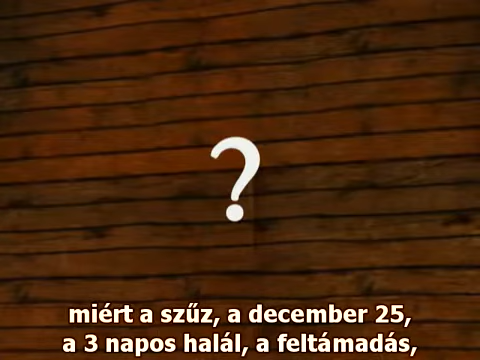 ?
miért a szűz, a december 25,
a 3 napos halál, a feltámadás,